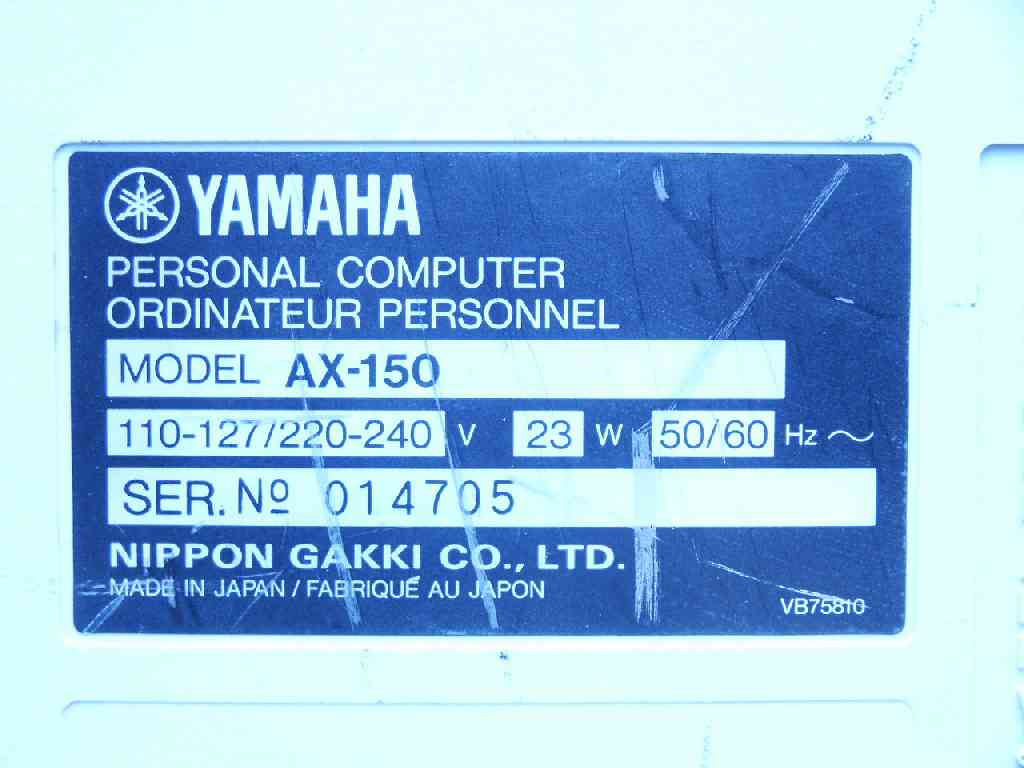 YAMAHA
PERSONAL COMPUTER
ORDINATEUR PERSONNEL
MODEL AX-150
110-127/220-240 V 23 W 50/60 Hz ~
SER. Nº 014705
NIPPON GAKKI CO., LTD.
MADE IN JAPAN / FABRIQUÉ AU JAPON
VB75810